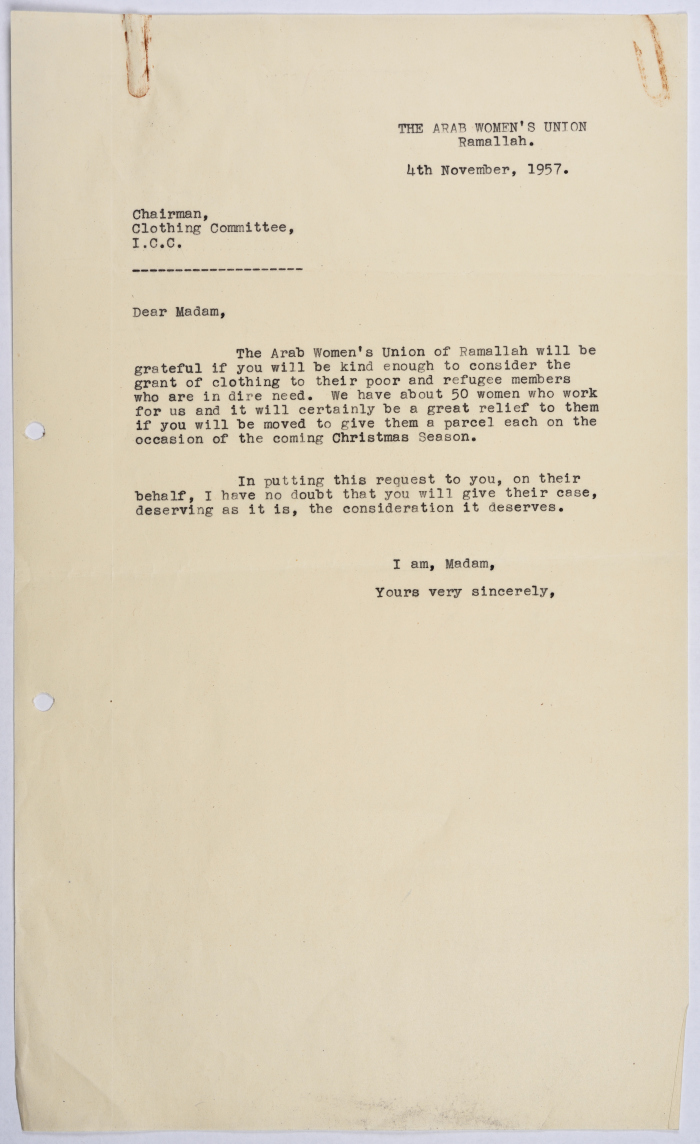 THE ARAB WOMEN'S UNION
Ramallah.
4th November, 1957.
Chairman,
Clothing Committee,
I.C.C.
--------------------
Dear Madam,
The Arab Women's Union of Ramallah will be
grateful if you will be kind enough to consider the
grant of clothing to their poor and refugee members
who are in dire need. We have about 50 women who work
for us and it will certainly be a great relief to them
if you will be moved to give them a parcel each on the
occasion of the coming Christmas Season.
In putting this request to you, on their
behalf, I have no doubt that you will give their case,
deserving as it is, the consideration it deserves.
I am, Madam,
Yours very sincerely,